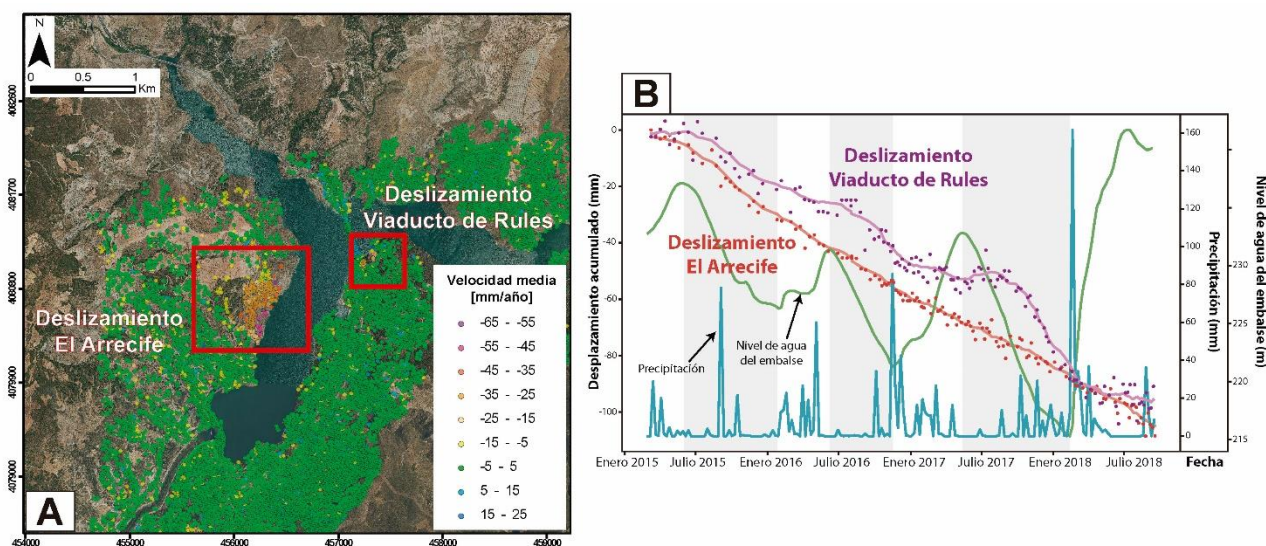 A
N
0 0.5 1
Km
4082600
4081700
4080800
4079900
4079000
454000 455000 456000 457000 458000 459000
Deslizamiento
Viaducto de Rules
Deslizamiento
El Arrecife
Velocidad media
[mm/año]
-65 - -55
-55 - -45
-45 - -35
-35 - -25
-25 - -15
-15 - -5
-5 - 5
5 - 15
15 - 25
B
Desplazamiento acumulado (mm)
0
-20
-40
-60
-80
-100
Deslizamiento
Viaducto de Rules
Deslizamiento
El Arrecife
Precipitación
Nivel de agua
del embalse
160
140
120
100
80
60
40
20
0
Precipitación (mm)
230
225
220
215
Nivel de agua del embalse (m)
Enero 2015 Julio 2015 Enero 2016 Julio 2016 Enero 2017 Julio 2017 Enero 2018 Julio 2018 Fecha